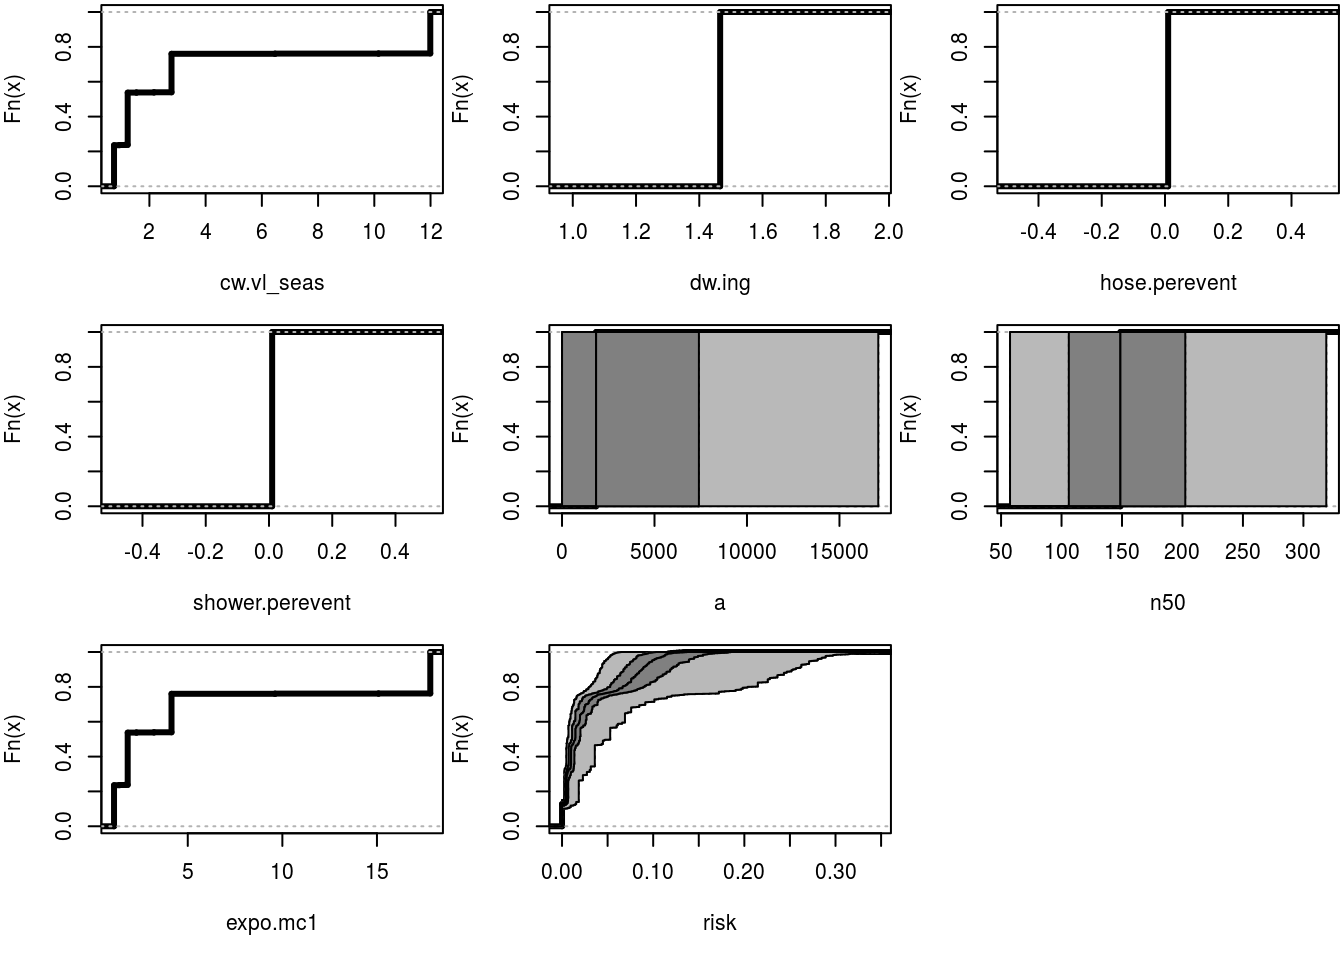 Fn(x)
0.0 0.4 0.8
2 4 6 8 10 12
cw.vl_seas
Fn(x)
0.0 0.4 0.8
1.0 1.2 1.4 1.6 1.8 2.0
dw.ing
Fn(x)
0.0 0.4 0.8
-0.4 -0.2 0.0 0.2 0.4
hose.perevent
Fn(x)
0.0 0.4 0.8
-0.4 -0.2 0.0 0.2 0.4
shower.perevent
Fn(x)
0.0 0.4 0.8
0 5000 10000 15000
a
Fn(x)
0.0 0.4 0.8
50 100 150 200 250 300
n50
Fn(x)
0.0 0.4 0.8
5 10 15
expo.mc1
Fn(x)
0.0 0.4 0.8
0.00 0.10 0.20 0.30
risk